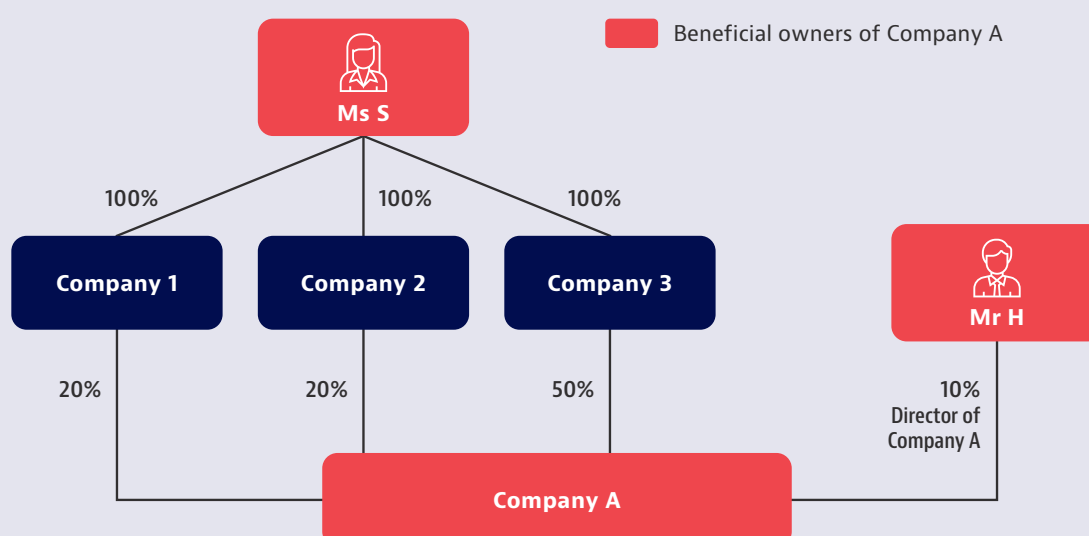 Beneficial owners of Company A
Ms S
100%
100%
100%
Company 1
Company 2
Company 3
Mr H
20%
20%
50%
10%
Director of
Company A
Company A